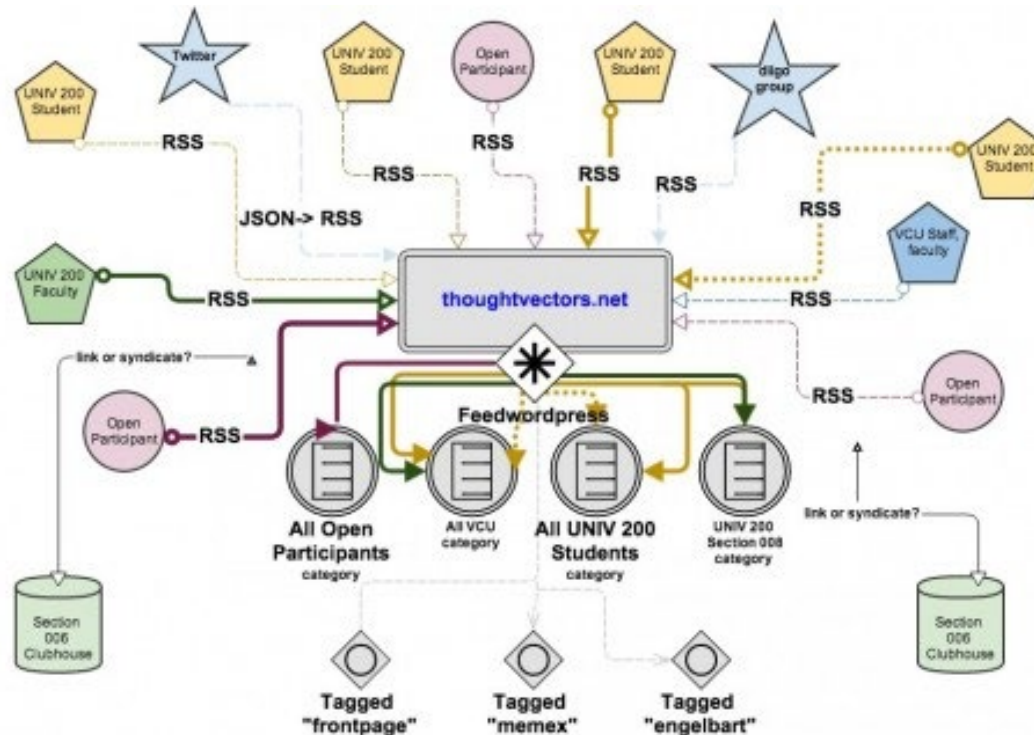 Twitter
UNIV 200
Student
Open
Participant
UNIV 200
Student
diigo
group
UNIV 200
Student
UNIV 200
Student
RSS
RSS
RSS
RSS
RSS
RSS
JSON-> RSS
UNIV 200
Faculty
RSS
thoughtvectors.net
RSS
VCU Staff,
faculty
link or syndicate?
Open
Participant
RSS
Feedwordpress
RSS
Open
Participant
All Open
Participants
category
All VCU
category
All UNIV 200
Students
category
UNIV 200
Section 008
category
link or syndicate?
Section
006
Clubhouse
Section
006
Clubhouse
Tagged
"frontpage"
Tagged
"memex"
Tagged
"engelbart"